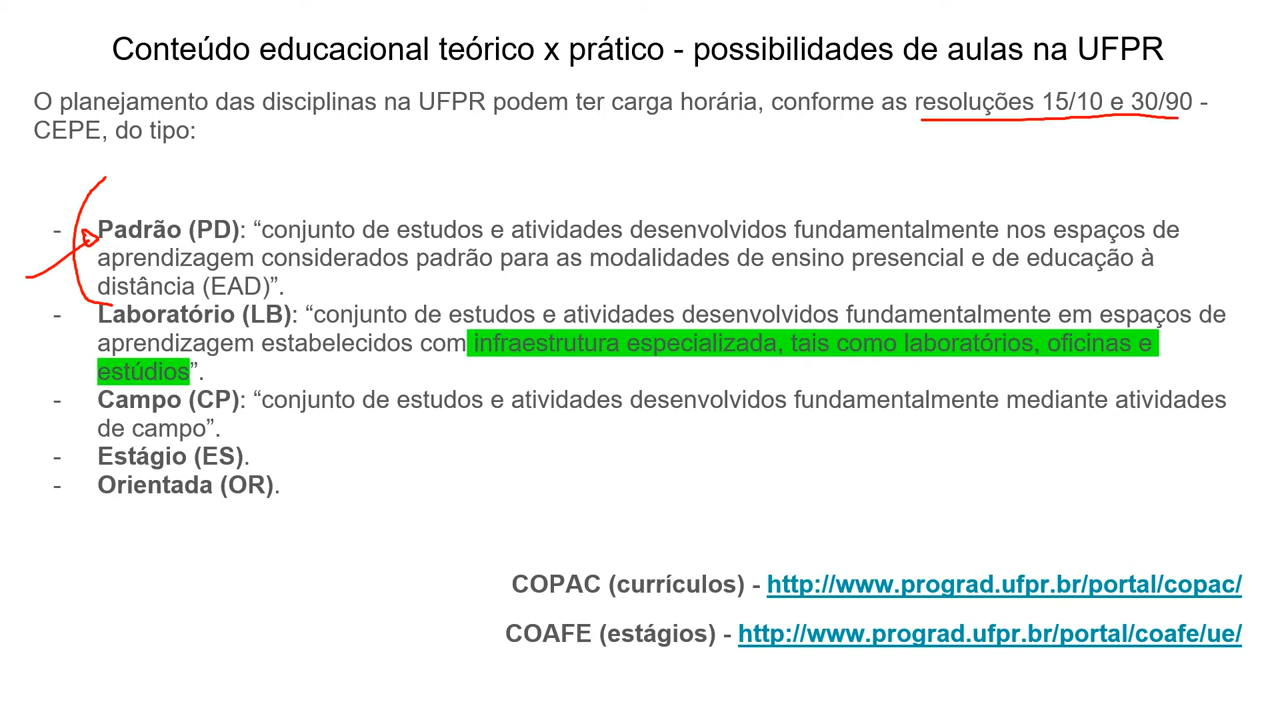 Conteúdo educacional teórico x prático - possibilidades de aulas na UFPR
O planejamento das disciplinas na UFPR podem ter carga horária, conforme as resoluções 15/10 e 30/90 -
CEPE, do tipo:
- Padrão (PD): “conjunto de estudos e atividades desenvolvidos fundamentalmente nos espaços de
aprendizagem considerados padrão para as modalidades de ensino presencial e de educação à
distância (EAD)”.
- Laboratório (LB): “conjunto de estudos e atividades desenvolvidos fundamentalmente em espaços de
aprendizagem estabelecidos com infraestrutura especializada, tais como laboratórios, oficinas e
estúdios”.
- Campo (CP): “conjunto de estudos e atividades desenvolvidos fundamentalmente mediante atividades
de campo”.
- Estágio (ES).
- Orientada (OR).
COPAC (currículos) - http://www.prograd.ufpr.br/portal/copac/
COAFE (estágios) - http://www.prograd.ufpr.br/portal/coafe/ue/